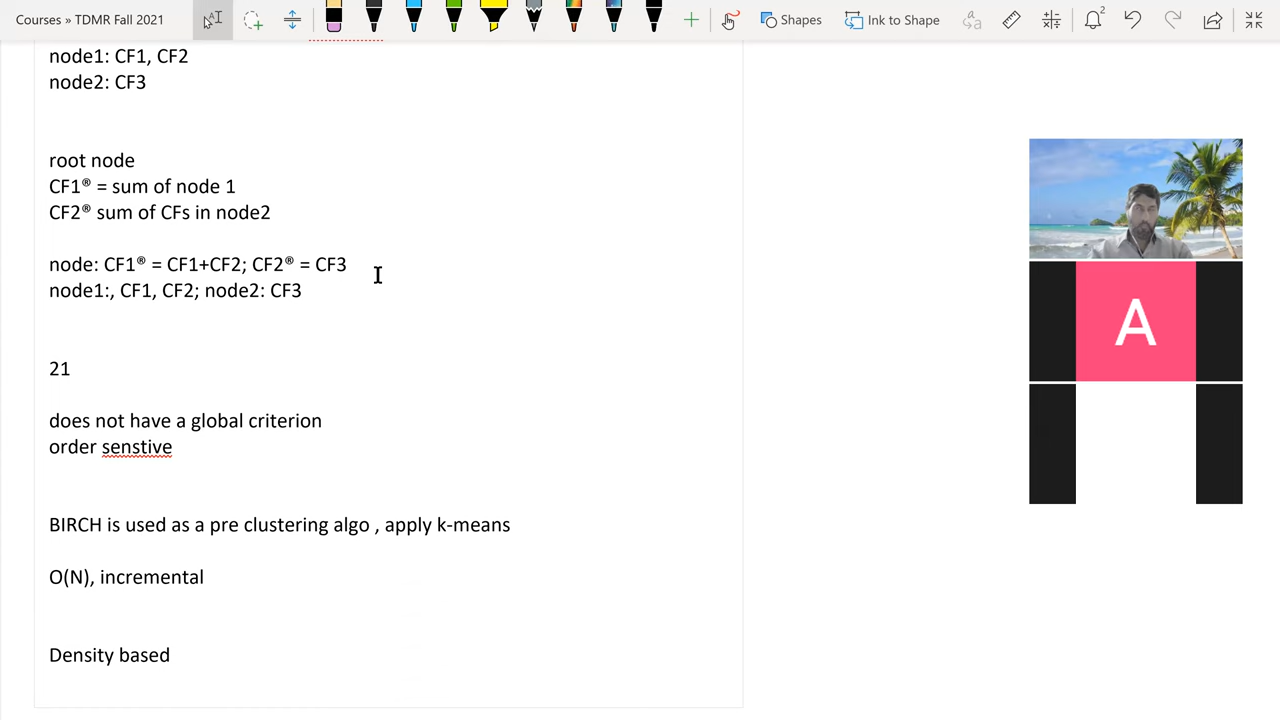 Courses » TDMR Fall 2021
Shapes
Ink to Shape
2
node1: CF1, CF2
node2: CF3
root node
CF1® = sum of node 1
CF2® sum of CFs in node2
node: CF1® = CF1+CF2; CF2® = CF3
node1:, CF1, CF2; node2: CF3
21
does not have a global criterion
order senstive
BIRCH is used as a pre clustering algo , apply k-means
O(N), incremental
Density based
A